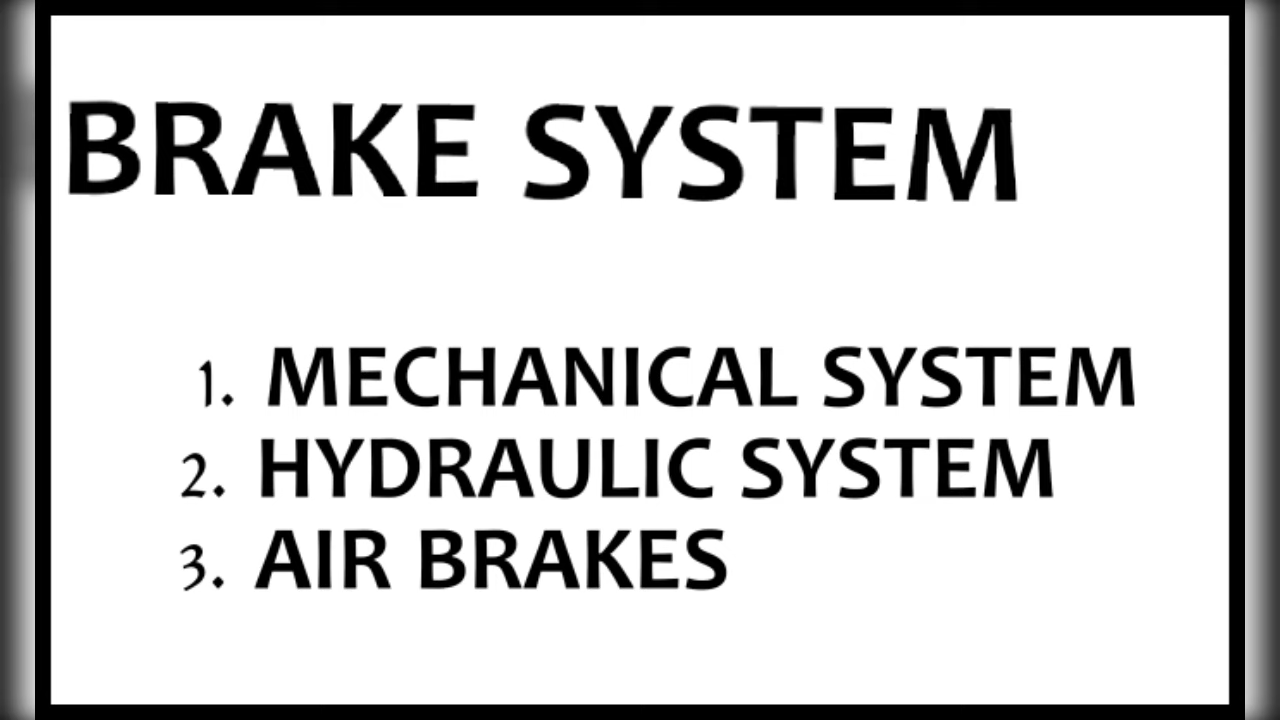 BRAKE SYSTEM
1. MECHANICAL SYSTEM
2. HYDRAULIC SYSTEM
3. AIR BRAKES